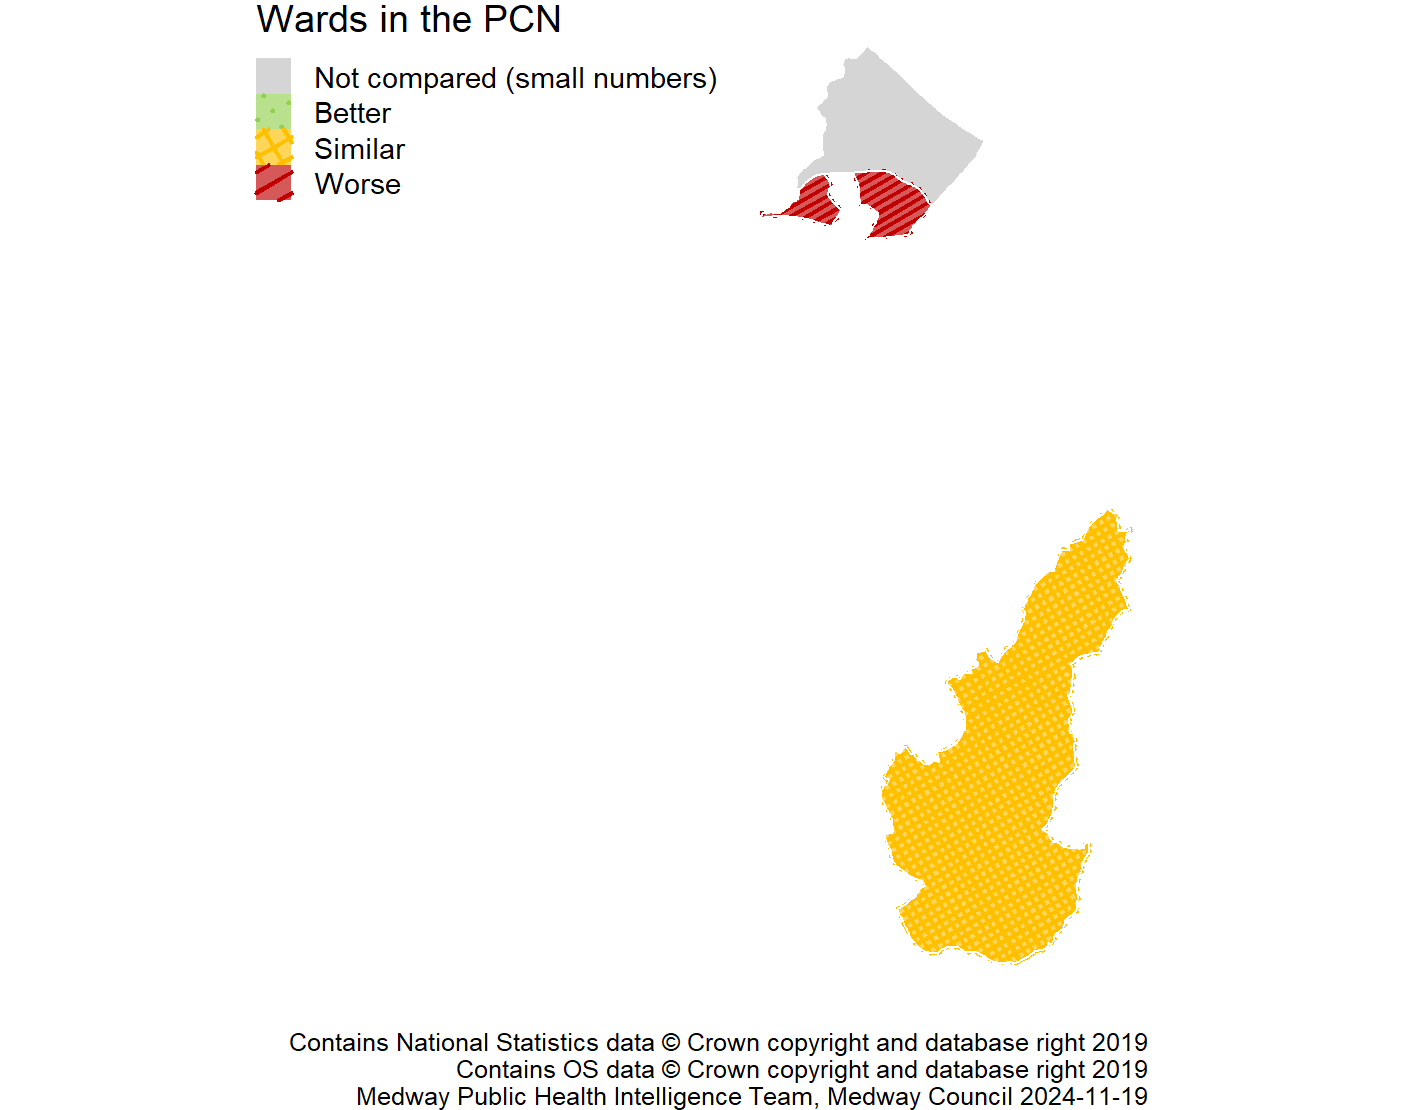 Wards in the PCN
Not compared (small numbers)
Better
Similar
Worse
Contains National Statistics data © Crown copyright and database right 2019
Contains OS data © Crown copyright and database right 2019
Medway Public Health Intelligence Team, Medway Council 2024-11-19